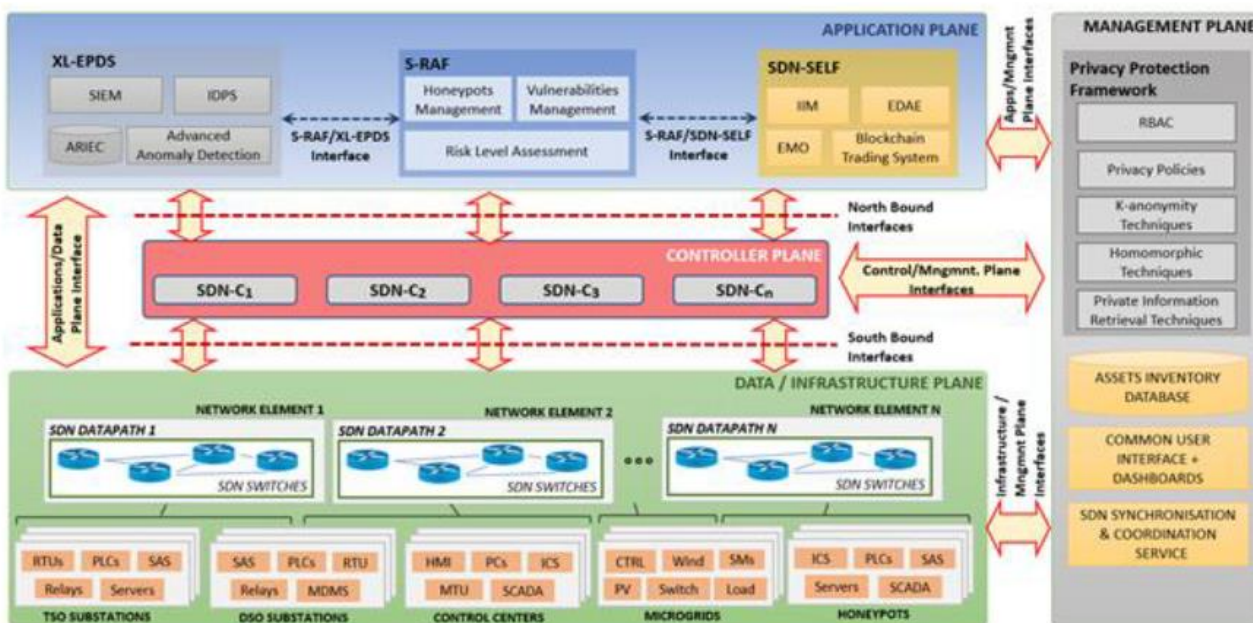 APPLICATION PLANE
XL-EPDS
SIEM
IDPS
ARIEC
Advanced
Anomaly Detection
S-RAF/XL-EPDS
Interface
S-RAF
Honeypots
Management
Vulnerabilities
Management
Risk Level Assessment
S-RAF/SDN-SELF
Interface
SDN-SELF
IIM
EDAE
EMO
Blockchain
Trading System
Apps/Mngmnt
Plane Interfaces
MANAGEMENT PLANE
Privacy Protection
Framework
RBAC
Privacy Policies
K-anonymity
Techniques
Homomorphic
Techniques
Private Information
Retrieval Techniques
ASSETS INVENTORY
DATABASE
COMMON USER
INTERFACE +
DASHBOARDS
SDN SYNCHRONISATION
& COORDINATION
SERVICE
Applications/Data
Plane Interface
North Bound
Interfaces
CONTROLLER PLANE
SDN-C1
SDN-C2
SDN-C3
SDN-Cn
Control/Mngmnt. Plane
Interfaces
South Bound
Interfaces
DATA / INFRASTRUCTURE PLANE
NETWORK ELEMENT 1
SDN DATAPATH 1
SDN SWITCHES
NETWORK ELEMENT 2
SDN DATAPATH 2
SDN SWITCHES
NETWORK ELEMENT N
SDN DATAPATH N
SDN SWITCHES
Infrastructure /
Mngmnt Plane
Interfaces
RTUs PLCs SAS
Relays Servers
TSO SUBSTATIONS
SAS PLCs RTU
Relays MDMS
DSO SUBSTATIONS
HMI PCs ICS
MTU SCADA
CONTROL CENTERS
CTRL Wind SMs
PV Switch Load
MICROGRIDS
ICS PLCs SAS
Servers SCADA
HONEYPOTS